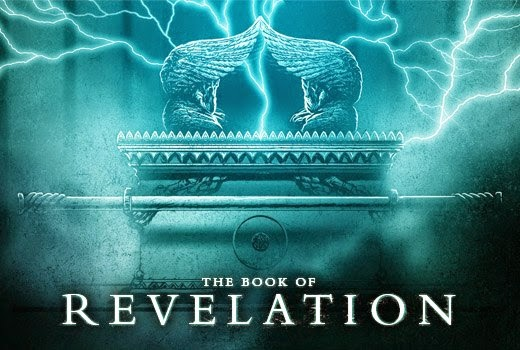 THE BOOK OF
REVELATION